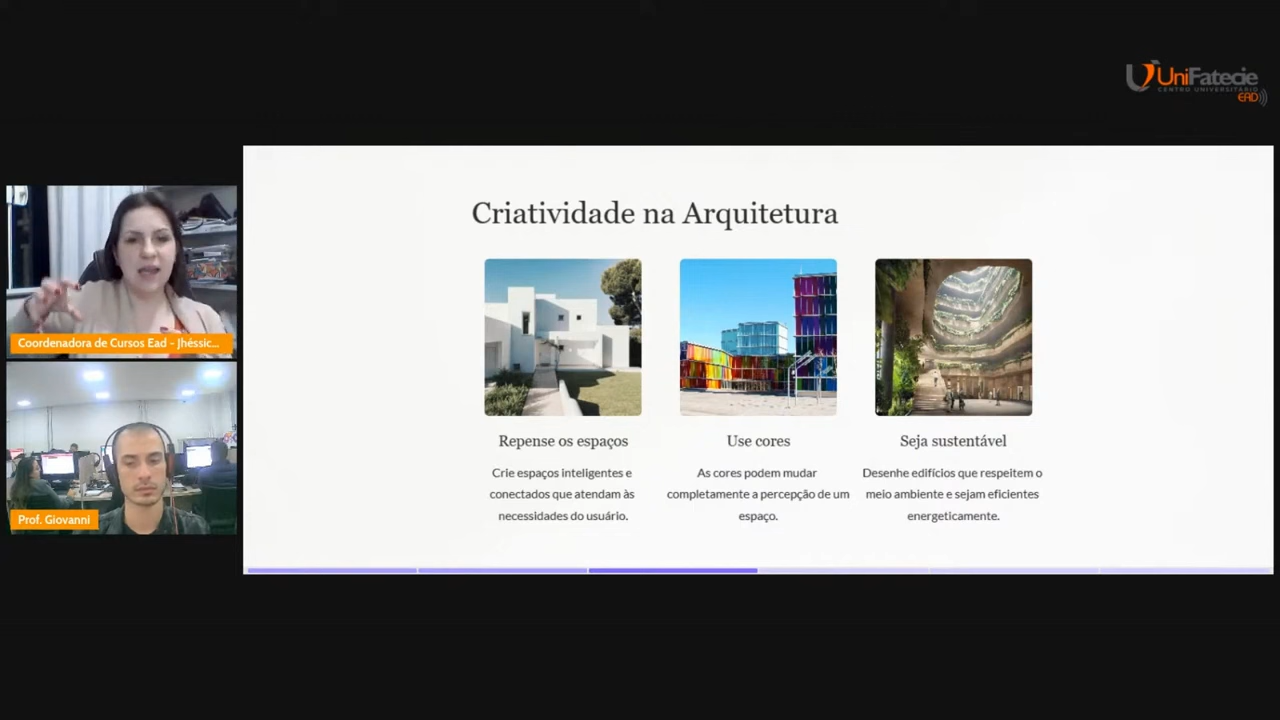 UniFatecie
CENTRO UNIVERSITÁRIO
EAD
Criatividade na Arquitetura
Coordenadora de Cursos Ead - Jhéssic...
Prof. Giovanni
Repense os espaços
Crie espaços inteligentes e
conectados que atendam às
necessidades do usuário.
Use cores
As cores podem mudar
completamente a percepção de um
espaço.
Seja sustentável
Desenhe edifícios que respeitem o
meio ambiente e sejam eficientes
energeticamente.